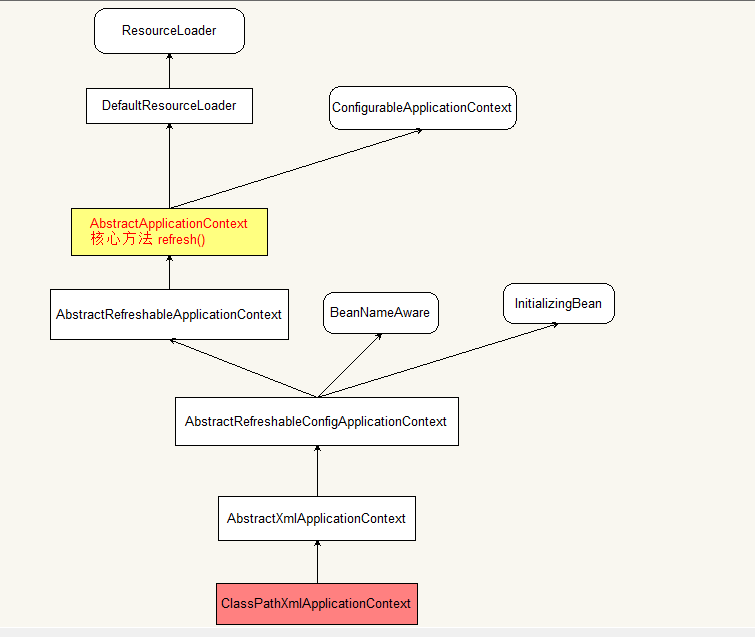 ResourceLoader
DefaultResourceLoader
ConfigurableApplicationContext
AbstractApplicationContext
核心方法 refresh()
AbstractRefreshableApplicationContext
BeanNameAware
InitializingBean
AbstractRefreshableConfigApplicationContext
AbstractXmlApplicationContext
ClassPathXmlApplicationContext